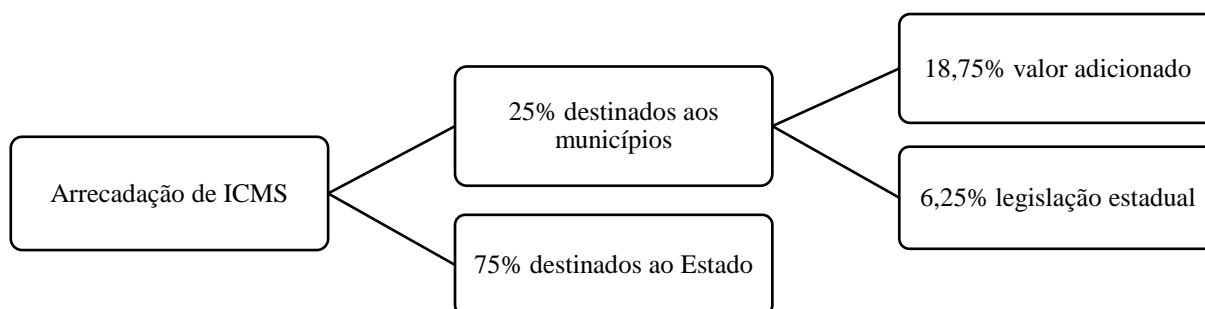 Arrecadação de ICMS
25% destinados aos
municípios
75% destinados ao Estado
18,75% valor adicionado
6,25% legislação estadual